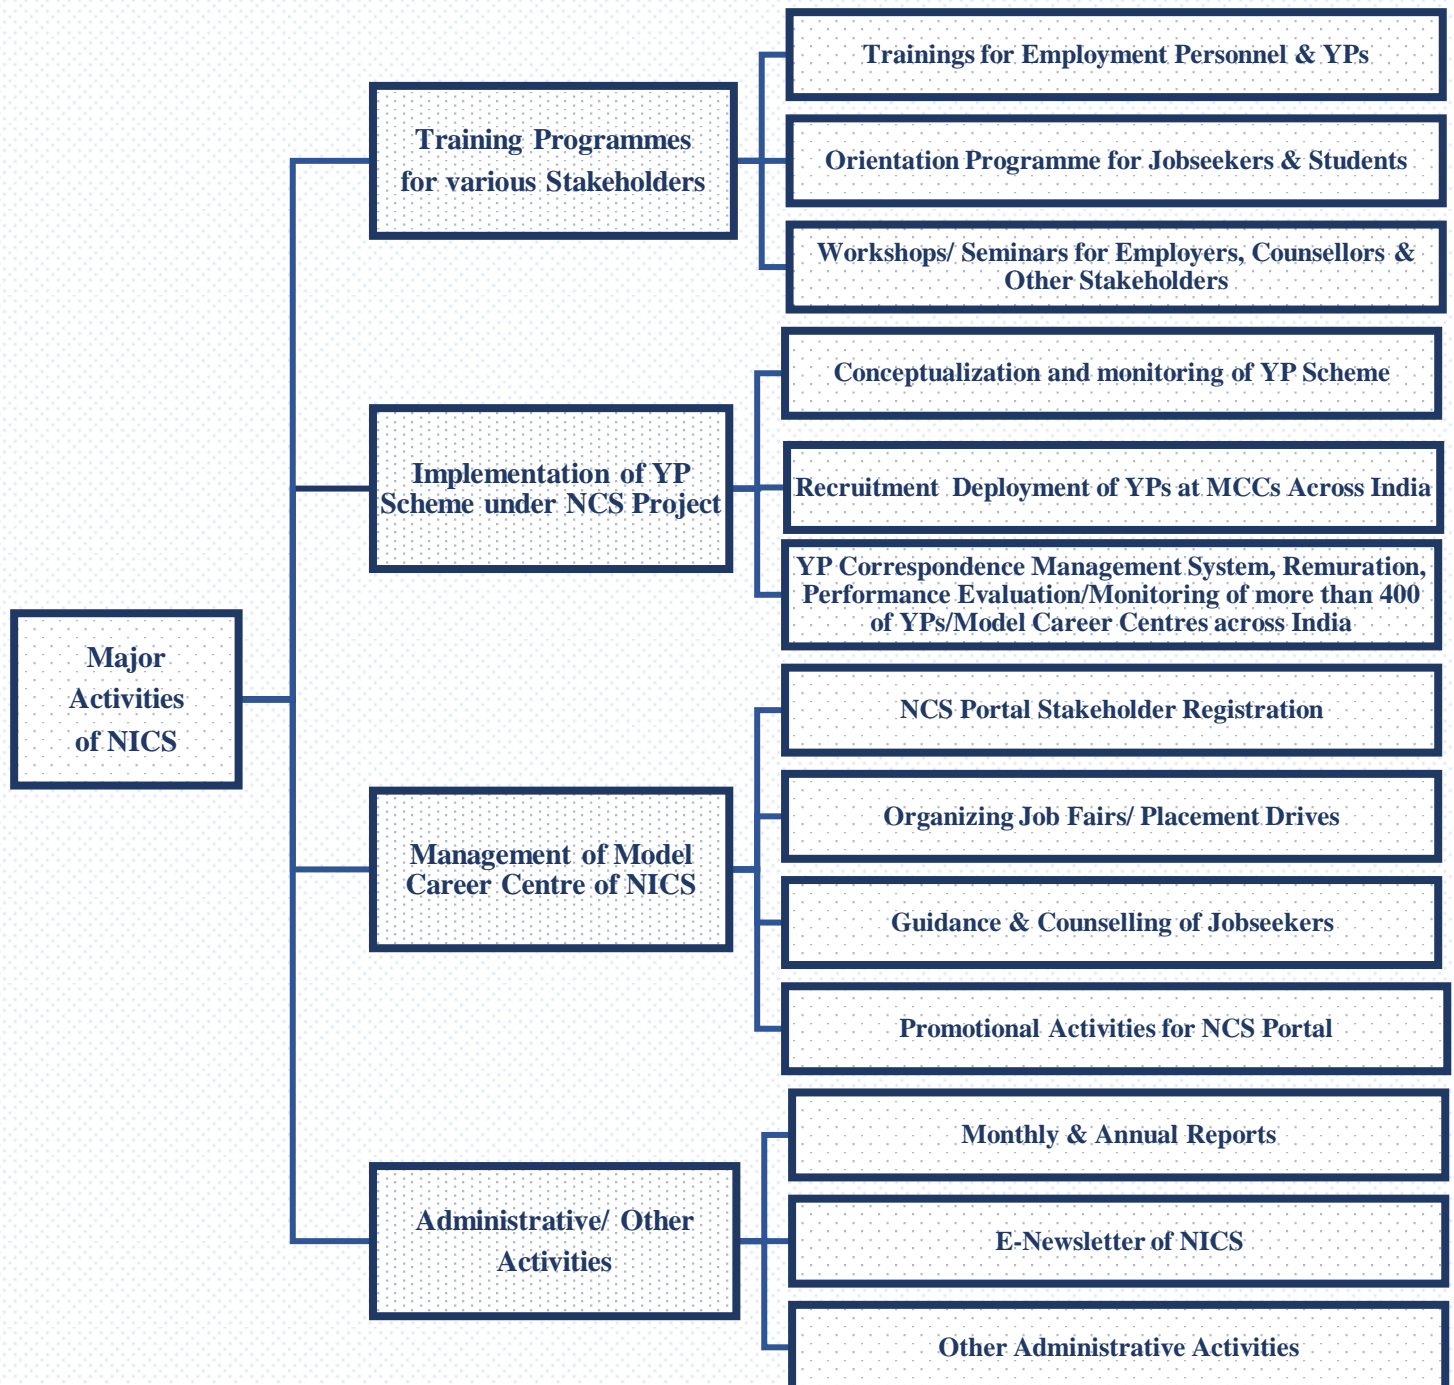 Major
Activities
of NICS
Training Programmes
for various Stakeholders
Trainings for Employment Personnel & YPs
Orientation Programme for Jobseekers & Students
Workshops/ Seminars for Employers, Counsellors &
Other Stakeholders
Implementation of YP
Scheme under NCS Project
Conceptualization and monitoring of YP Scheme
Recruitment Deployment of YPs at MCCs Across India
YP Correspondence Management System, Remuration,
Performance Evaluation/Monitoring of more than 400
of YPs/Model Career Centres across India
Management of Model
Career Centre of NICS
NCS Portal Stakeholder Registration
Organizing Job Fairs/ Placement Drives
Guidance & Counselling of Jobseekers
Promotional Activities for NCS Portal
Administrative/ Other
Activities
Monthly & Annual Reports
E-Newsletter of NICS
Other Administrative Activities